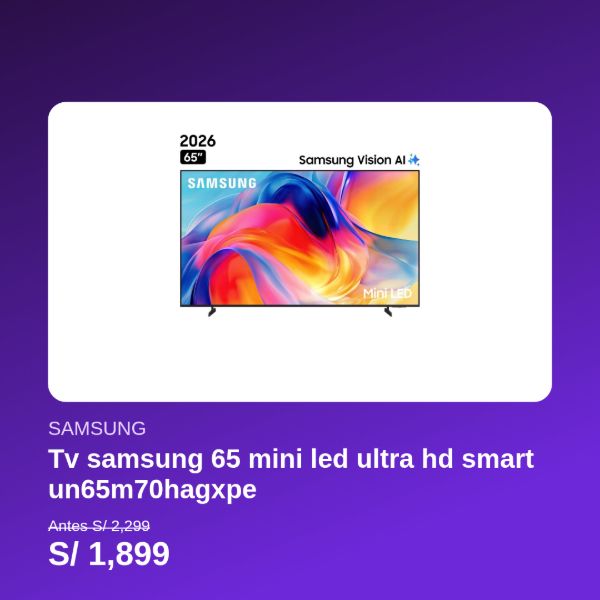 2026
65"
Samsung Vision AI
SAMSUNG
Mini LED
SAMSUNG
Tv samsung 65 mini led ultra hd smart
un65m70hagxpe
Antes S/ 2,299
S/ 1,899